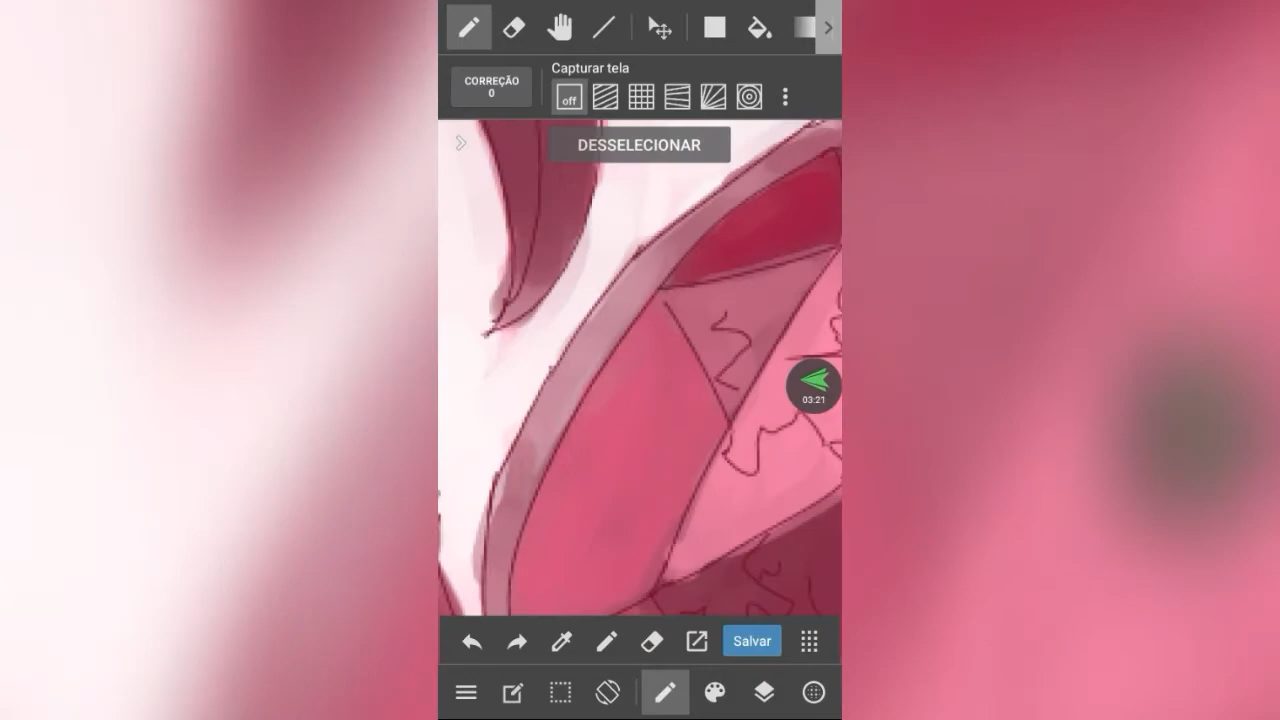 CORREÇÃO
0
Capturar tela
off
DESSELECIONAR
03:21
Salvar